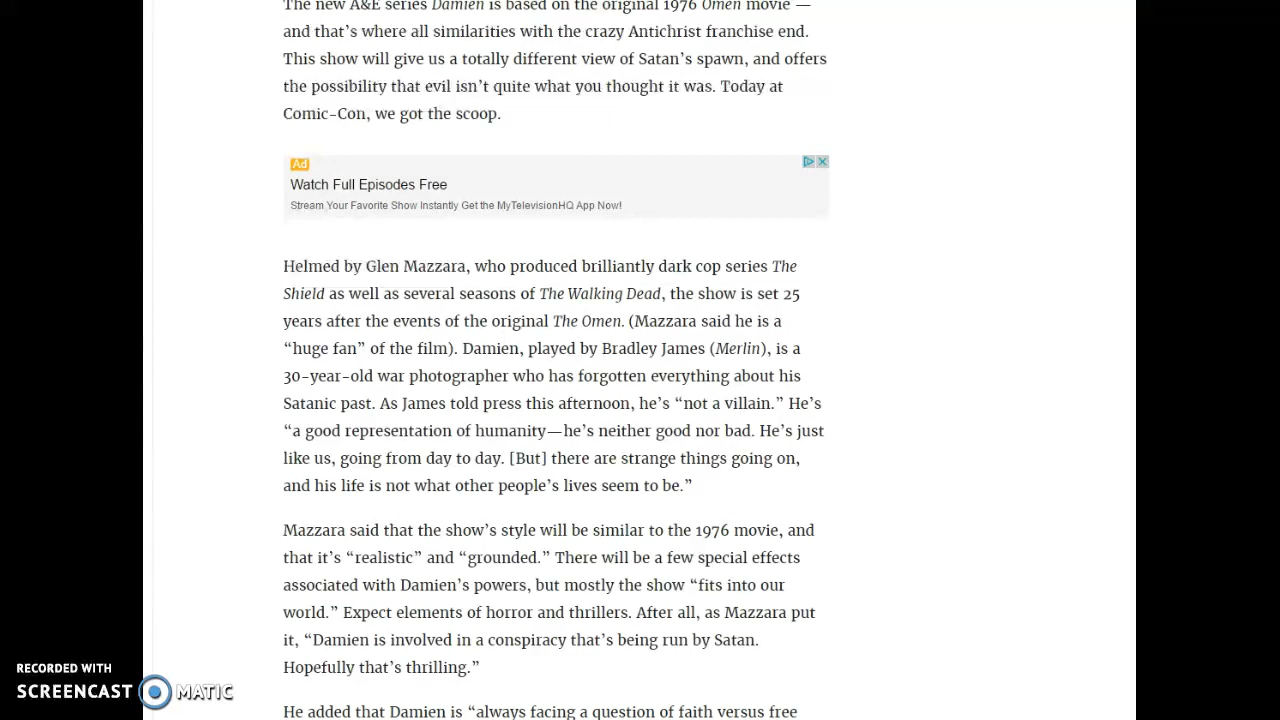 The new A&E series Damien is based on the original 1976 Omen movie —
and that’s where all similarities with the crazy Antichrist franchise end.
This show will give us a totally different view of Satan’s spawn, and offers
the possibility that evil isn’t quite what you thought it was. Today at
Comic-Con, we got the scoop.
Ad
Watch Full Episodes Free
Stream Your Favorite Show Instantly Get the MyTelevisionHQ App Now!
Helmed by Glen Mazzara, who produced brilliantly dark cop series The
Shield as well as several seasons of The Walking Dead, the show is set 25
years after the events of the original The Omen. (Mazzara said he is a
“huge fan” of the film). Damien, played by Bradley James (Merlin), is a
30-year-old war photographer who has forgotten everything about his
Satanic past. As James told press this afternoon, he’s “not a villain.” He’s
“a good representation of humanity—he’s neither good nor bad. He’s just
like us, going from day to day. [But] there are strange things going on,
and his life is not what other people’s lives seem to be.”
Mazzara said that the show’s style will be similar to the 1976 movie, and
that it’s “realistic” and “grounded.” There will be a few special effects
associated with Damien’s powers, but mostly the show “fits into our
world.” Expect elements of horror and thrillers. After all, as Mazzara put
it, “Damien is involved in a conspiracy that’s being run by Satan.
Hopefully that’s thrilling.”
He added that Damien is “always facing a question of faith versus free
RECORDED WITH
SCREENCAST MATIC